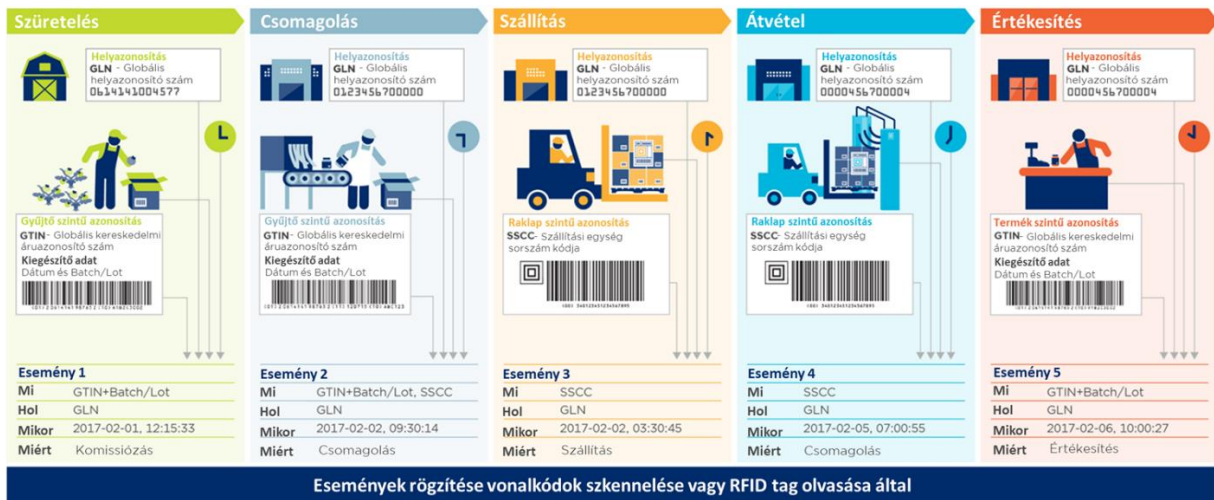 Szüretelés
Helyazonosítás
GLN - Globális
helyazonosító szám
0614141004577
Gyűjtő szintű azonosítás
GTIN- Globális kereskedelmi
áruazonosító szám
Kiegészítő adat
Dátum és Batch/Lot
Esemény 1
Mi GTIN+Batch/Lot
Hol GLN
Mikor 2017-02-01, 12:15:33
Miért Komissiózás
Csomagolás
Helyazonosítás
GLN - Globális
helyazonosító szám
0123456700000
Gyűjtő szintű azonosítás
GTIN- Globális kereskedelmi
áruazonosító szám
Kiegészítő adat
Dátum és Batch/Lot
Esemény 2
Mi GTIN+Batch/Lot, SSCC
Hol GLN
Mikor 2017-02-02, 09:30:14
Miért Csomagolás
Szállítás
Helyazonosítás
GLN - Globális
helyazonosító szám
0123456700000
Raklap szintű azonosítás
SSCC- Szállítási egység
sorszám kódja
Esemény 3
Mi SSCC
Hol GLN
Mikor 2017-02-02, 03:30:45
Miért Szállítás
Átvétel
Helyazonosítás
GLN - Globális
helyazonosító szám
0000456700004
Raklap szintű azonosítás
SSCC- Szállítási egység
sorszám kódja
Esemény 4
Mi SSCC
Hol GLN
Mikor 2017-02-05, 07:00:55
Miért Csomagolás
Értékesítés
Helyazonosítás
GLN - Globális
helyazonosító szám
0000456700004
Termék szintű azonosítás
GTIN- Globális kereskedelmi
áruazonosító szám
Kiegészítő adat
Dátum és Batch/Lot
Esemény 5
Mi GTIN+Batch/Lot
Hol GLN
Mikor 2017-02-06, 10:00:27
Miért Értékesítés
Események rögzítése vonalkódok szkennelése vagy RFID tag olvasása által